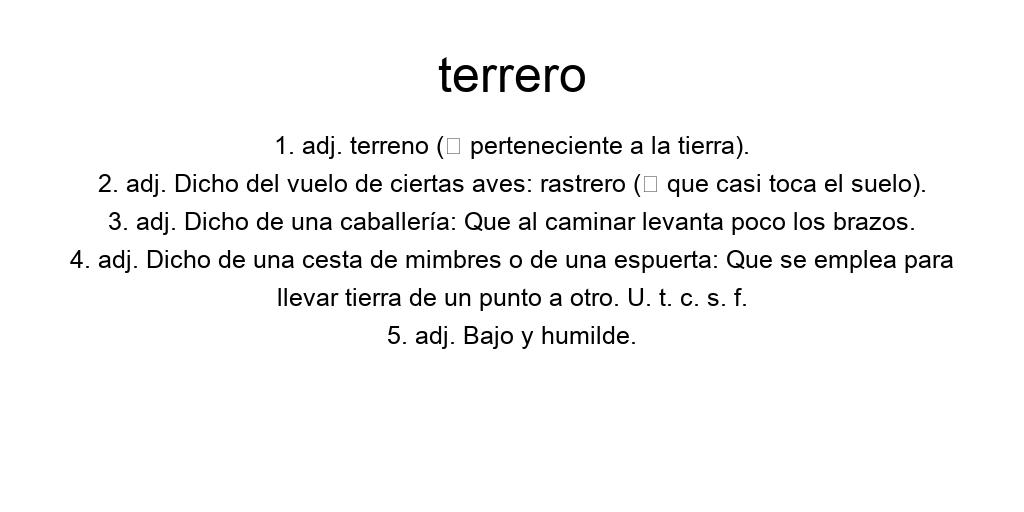 terrero
1. adj. terreno (□ perteneciente a la tierra).
2. adj. Dicho del vuelo de ciertas aves: rastrero (□ que casi toca el suelo).
3. adj. Dicho de una caballería: Que al caminar levanta poco los brazos.
4. adj. Dicho de una cesta de mimbres o de una espuerta: Que se emplea para
llevar tierra de un punto a otro. U. t. c. s. f.
5. adj. Bajo y humilde.